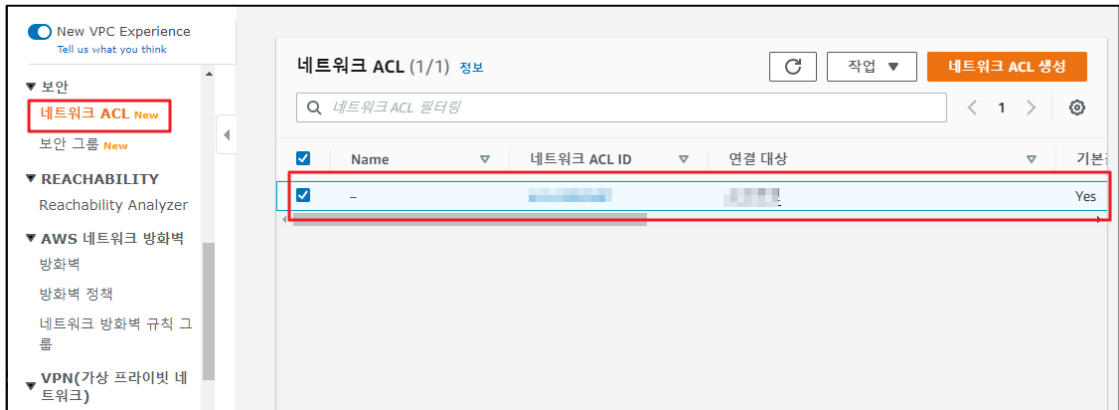 New VPC Experience
Tell us what you think
▼ 보안
네트워크 ACL New
보안 그룹 New
▼ REACHABILITY
Reachability Analyzer
▼ AWS 네트워크 방화벽
방화벽
방화벽 정책
네트워크 방화벽 규칙 그
룹
▼ VPN(가상 프라이빗 네
트워크)
네트워크 ACL (1/1) 정보
작업 ▼
네트워크 ACL 생성
네트워크 ACL 필터링
< 1 >
Name 네트워크 ACL ID 연결 대상
– Yes